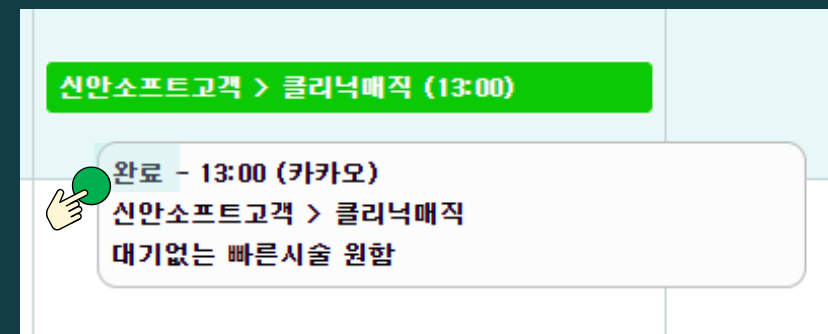 신안소프트고객 > 클리닉매직 (13:00)
완료 - 13:00 (카카오)
신안소프트고객 > 클리닉매직
대기없는 빠른시술 원함